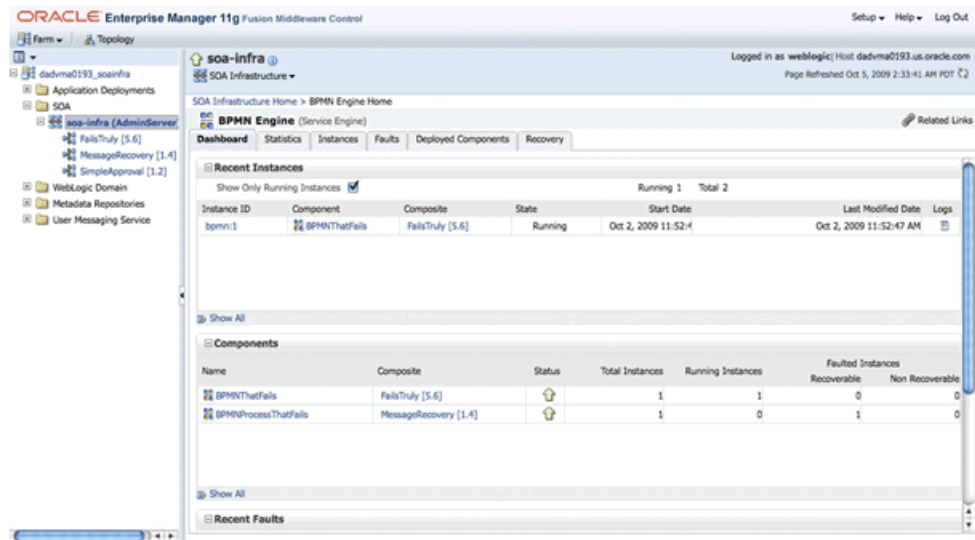 ORACLE Enterprise Manager 11g Fusion Middleware Control
Setup Help Log Out
Farm Topology
dadvma0193_soainfra
Application Deployments
SOA
soa-infra (AdminServer
FailsTruly [5.6]
MessageRecovery [1.4]
SimpleApproval [1.2]
WebLogic Domain
Metadata Repositories
User Messaging Service
soa-infra
SOA Infrastructure
Logged in as weblogic| Host dadvma0193.us.oracle.com
Page Refreshed Oct 5, 2009 2:33:41 AM PDT
SOA Infrastructure Home > BPMN Engine Home
BPMN Engine (Service Engine)
Related Links
Dashboard Statistics Instances Faults Deployed Components Recovery
Recent Instances
Show Only Running Instances Running 1 Total 2
Instance ID Component Composite State Start Date Last Modified Date Logs
bpmn:1 BPMNThatFails FailsTruly [5.6] Running Oct 2, 2009 11:52:4 Oct 2, 2009 11:52:47 AM
Show All
Components
Name Composite Status Total Instances Running Instances Faulted Instances
Recoverable Non Recoverable
BPMNThatFails FailsTruly [5.6] 1 1 0 0
BPMNProcessThatFails MessageRecovery [1.4] 1 0 1 0
Show All
Recent Faults